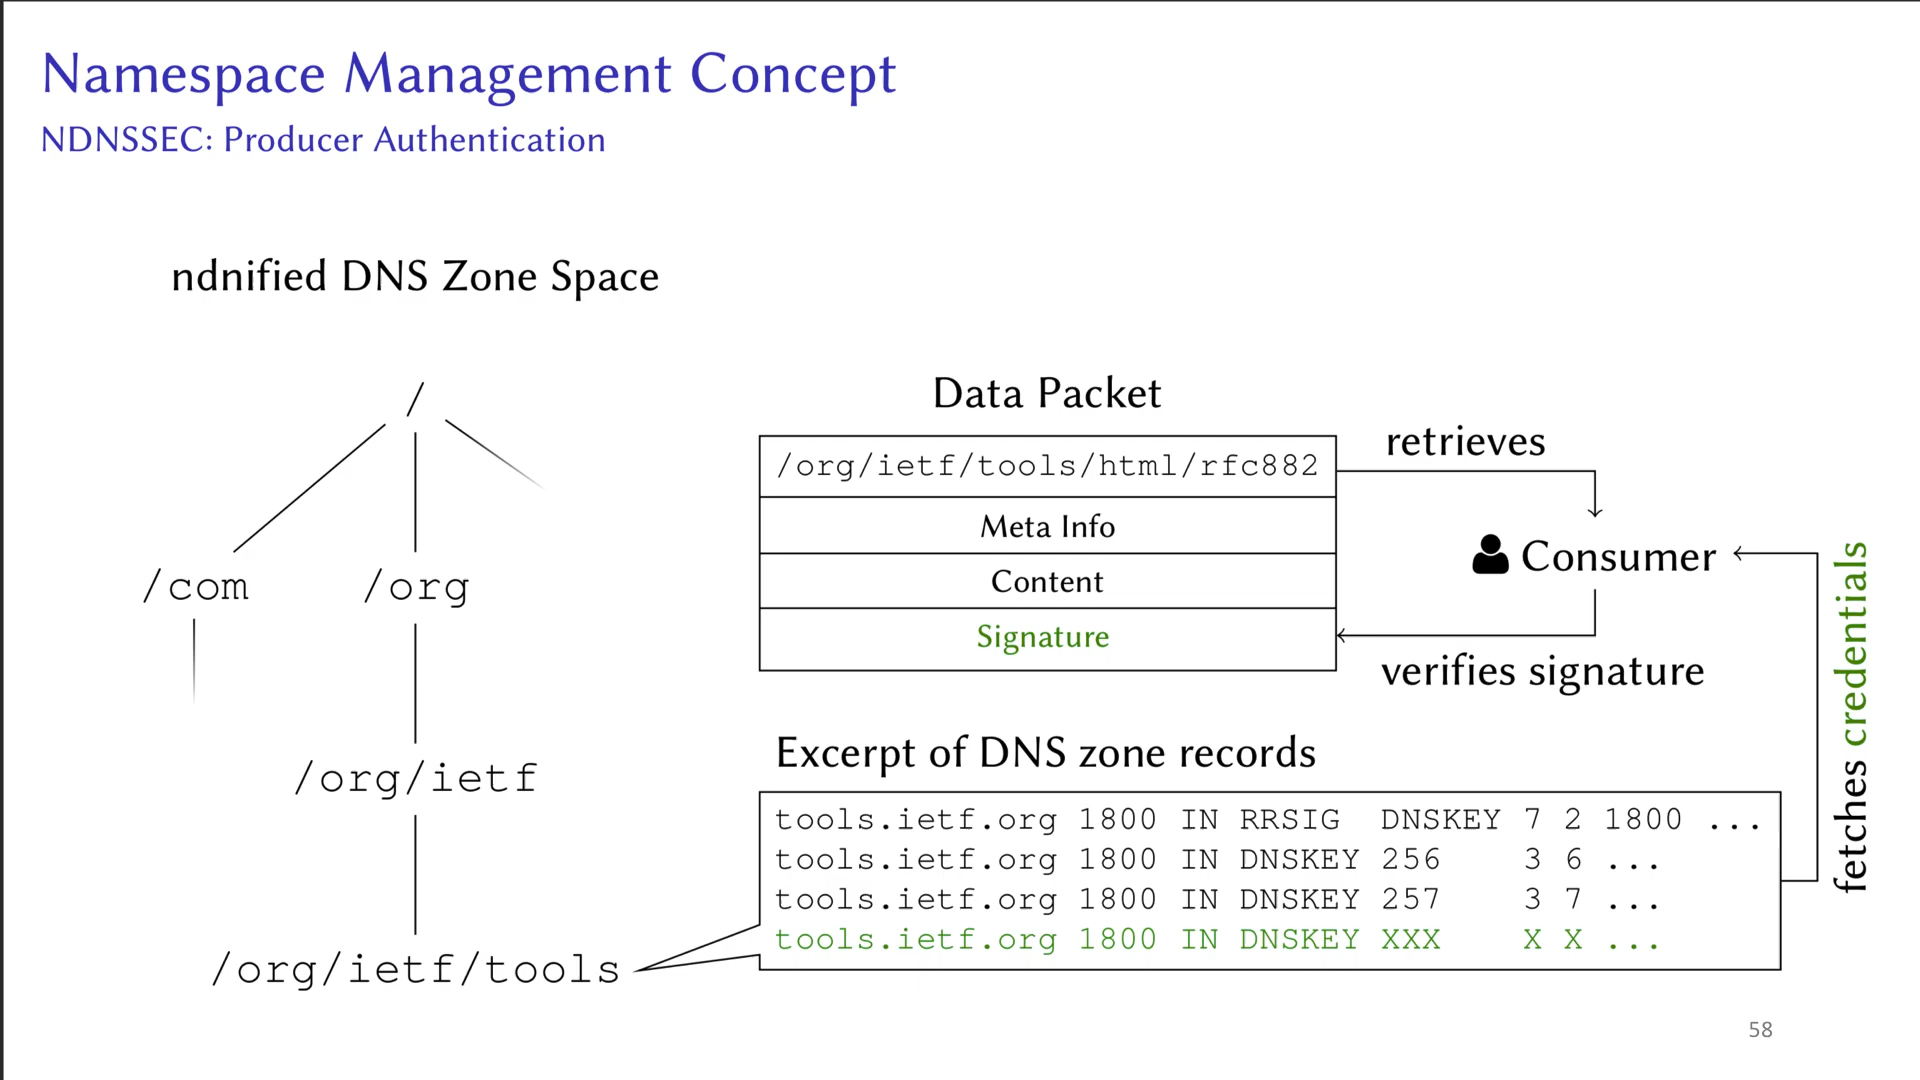 Namespace Management Concept
NDNSSEC: Producer Authentication
ndnified DNS Zone Space
/
/com
/org
/org/ietf
/org/ietf/tools
Data Packet
/org/ietf/tools/html/rfc882
Meta Info
Content
Signature
retrieves
Consumer
verifies signature
fetches credentials
Excerpt of DNS zone records
tools.ietf.org 1800 IN RRSIG DNSKEY 7 2 1800 ...
tools.ietf.org 1800 IN DNSKEY 256 3 6 ...
tools.ietf.org 1800 IN DNSKEY 257 3 7 ...
tools.ietf.org 1800 IN DNSKEY XXX X X ...
58